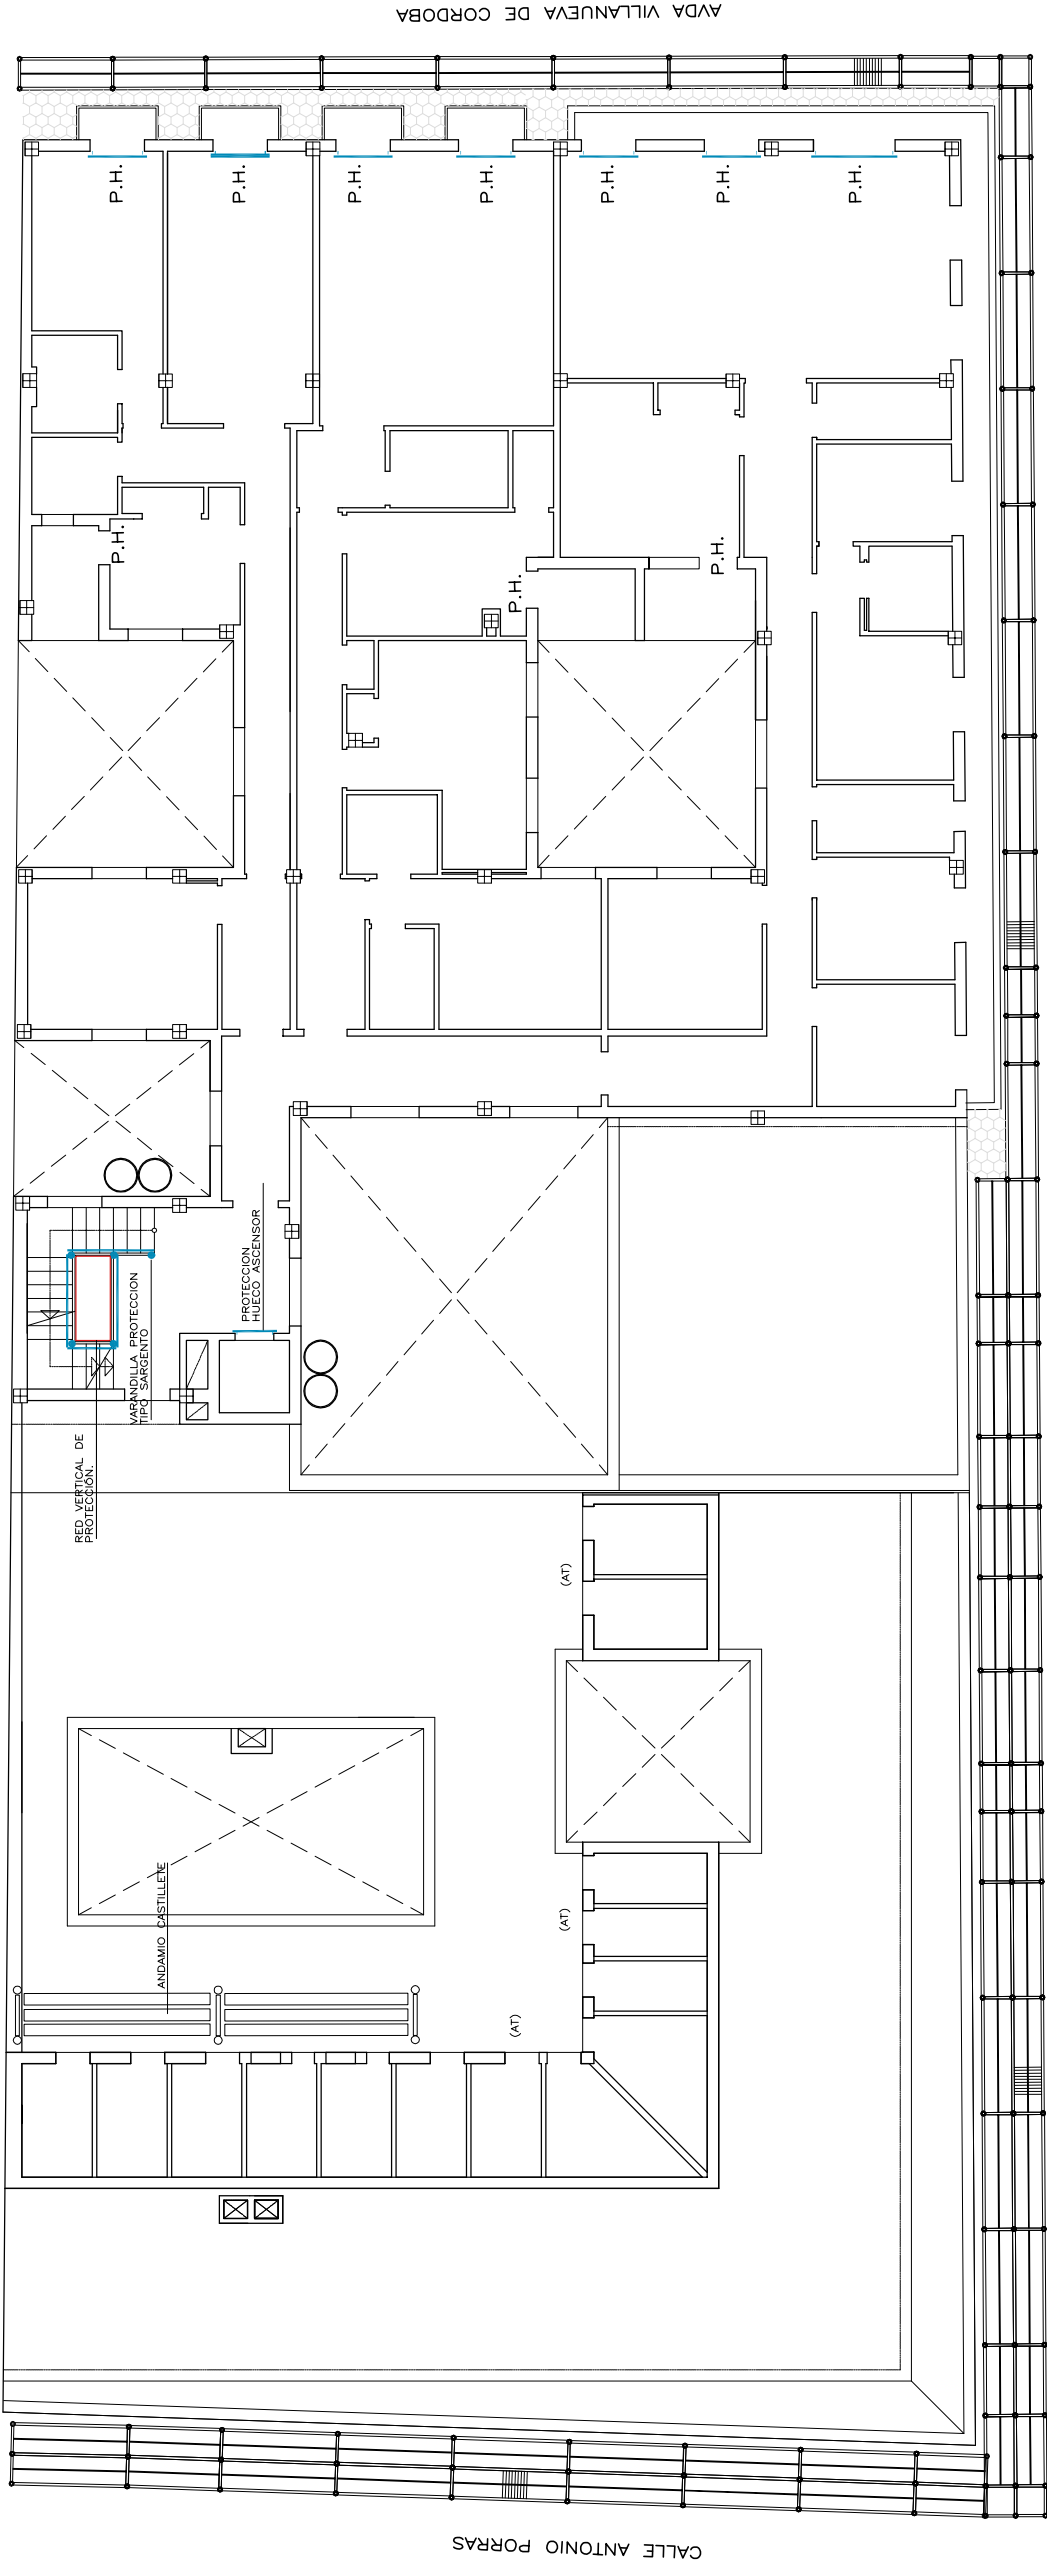 AVDA VILLANUEVA DE CORDOBA
P.H.
P.H.
P.H.
P.H.
P.H.
P.H.
P.H.
P.H.
P.H.
P.H.
PROTECCION
HUECO ASCENSOR
VARANDILLA PROTECCION
TIPO SARGENTO
RED VERTICAL DE
PROTECCIÓN.
(AT)
ANDAMIO CASTILLETE
(AT)
(AT)
CALLE ANTONIO PORRAS